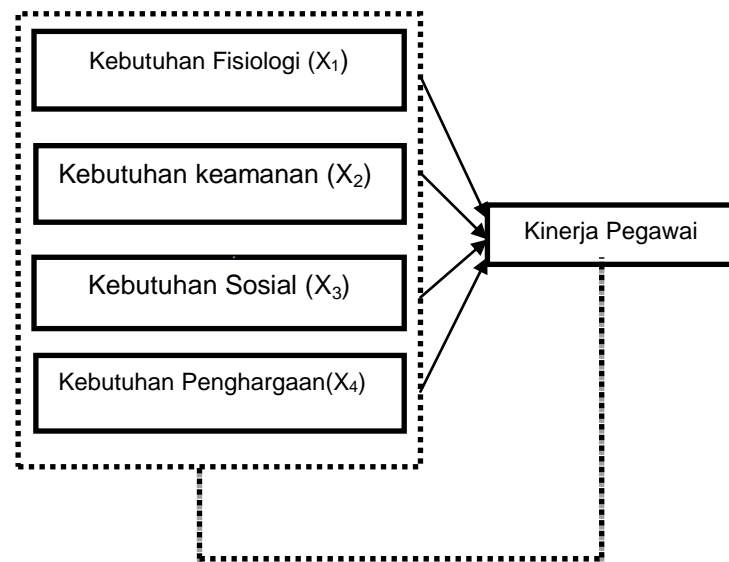 Kebutuhan Fisiologi (X₁)
Kebutuhan keamanan (X₂)
Kebutuhan Sosial (X₃)
Kebutuhan Penghargaan(X₄)
Kinerja Pegawai